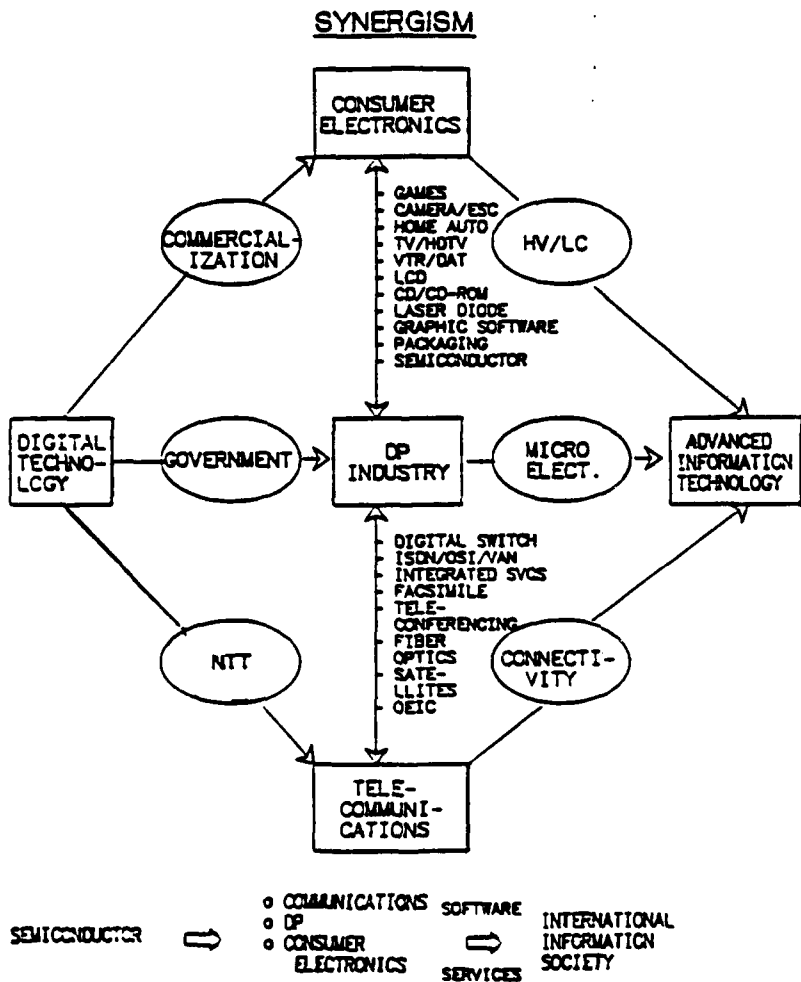 SYNERGISM
CONSUMER
ELECTRONICS
GAMES
CAMERA/ESC
HOME AUTO
TV/HDTV
VTR/DAT
LCD
CD/CD-ROM
LASER DIODE
GRAPHIC SOFTWARE
PACKAGING
SEMICONDUCTOR
COMMERCIAL-
IZATION
HV/LC
DIGITAL
TECHNO-
LOGY
GOVERNMENT
DP
INDUSTRY
MICRO
ELECT.
ADVANCED
INFORMATION
TECHNOLOGY
DIGITAL SWITCH
ISDN/OSI/VAN
INTEGRATED SVCS
FACSIMILE
TELE-
CONFERENCING
FIBER
OPTICS
SATE-
LLITES
OEIC
NTT
CONNECTI-
VITY
TELE-
COMMUNI-
CATIONS
SEMICONDUCTOR
o COMMUNICATIONS
o DP
o CONSUMER
ELECTRONICS
SOFTWARE
SERVICES
INTERNATIONAL
INFORMATION
SOCIETY